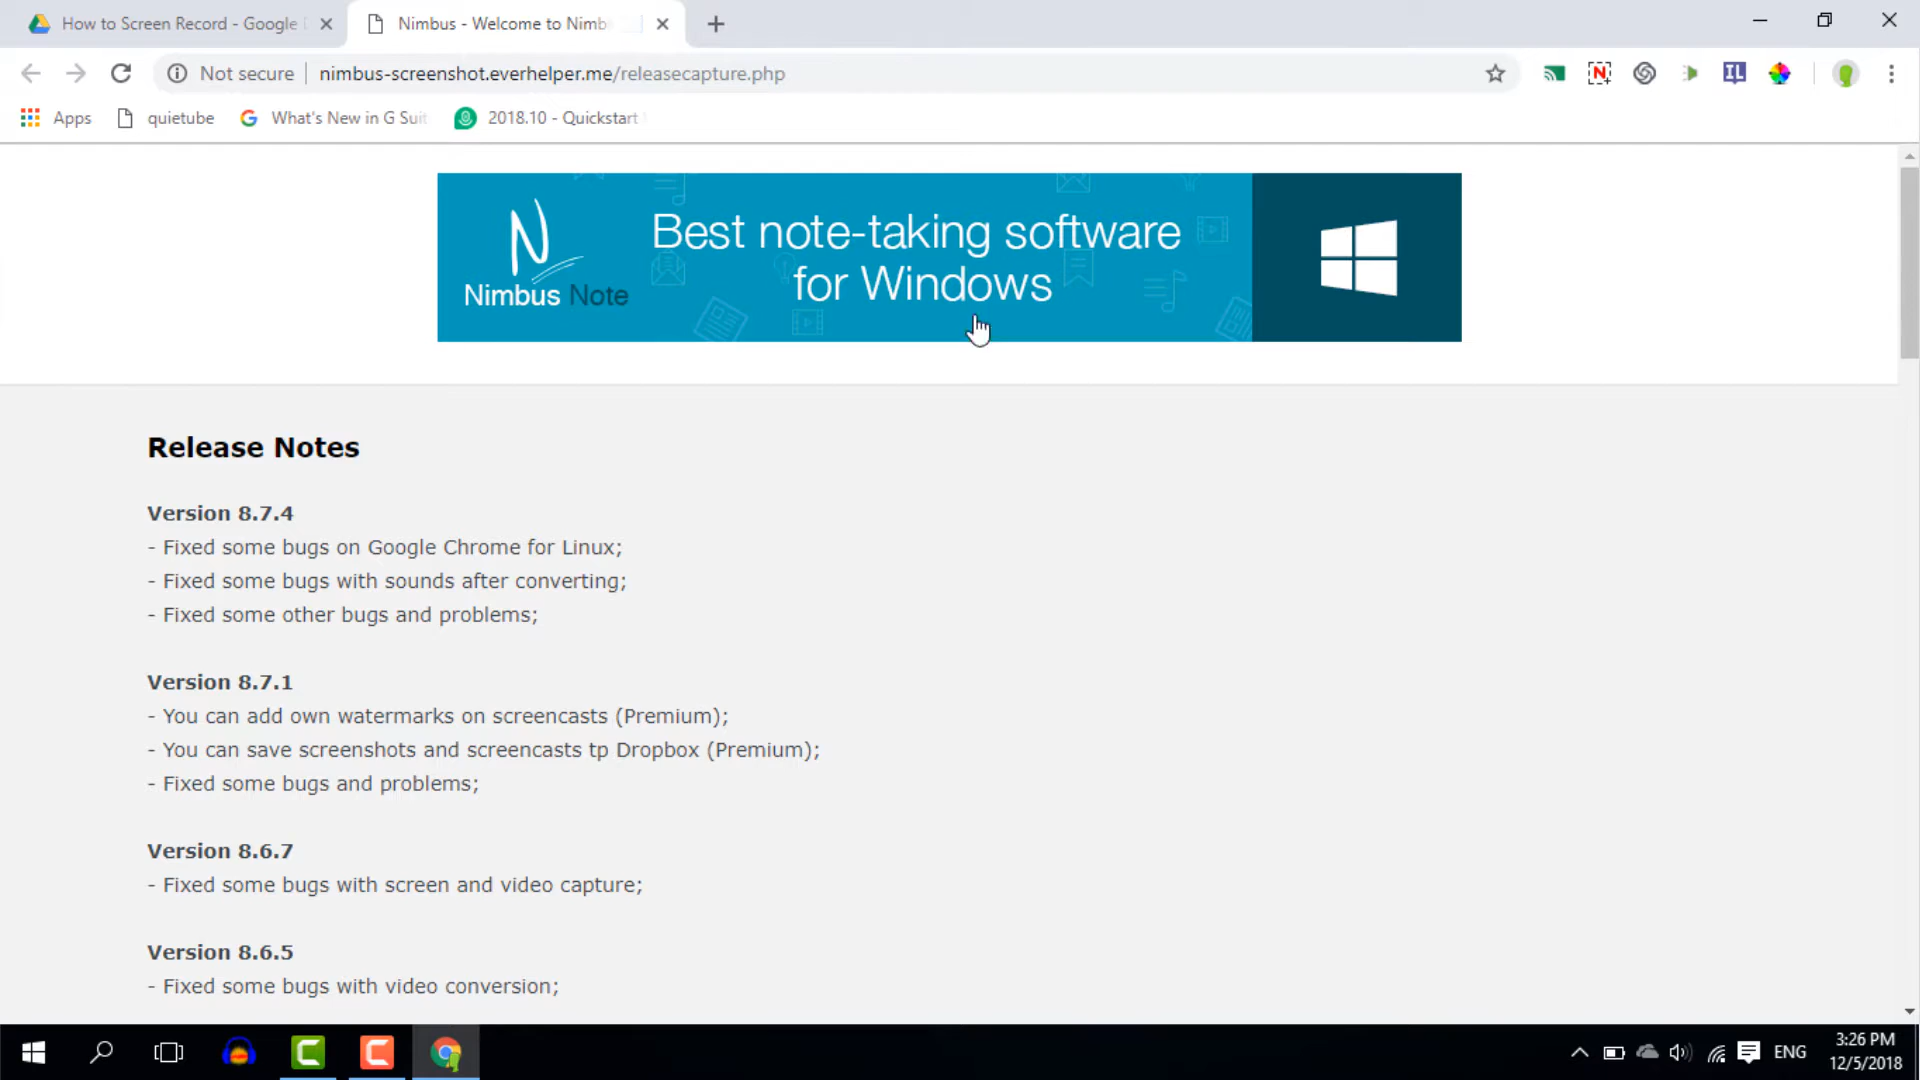 How to Screen Record - Google
Nimbus - Welcome to Nimb
Not secure
nimbus-screenshot.everhelper.me/releasecapture.php
N
IL
Apps
quietube
What's New in G Suit
2018.10 - Quickstart
Nimbus Note
Best note-taking software
for Windows
Release Notes
Version 8.7.4
- Fixed some bugs on Google Chrome for Linux;
- Fixed some bugs with sounds after converting;
- Fixed some other bugs and problems;
Version 8.7.1
- You can add own watermarks on screencasts (Premium);
- You can save screenshots and screencasts tp Dropbox (Premium);
- Fixed some bugs and problems;
Version 8.6.7
- Fixed some bugs with screen and video capture;
Version 8.6.5
- Fixed some bugs with video conversion;
ENG
3:26 PM
12/5/2018